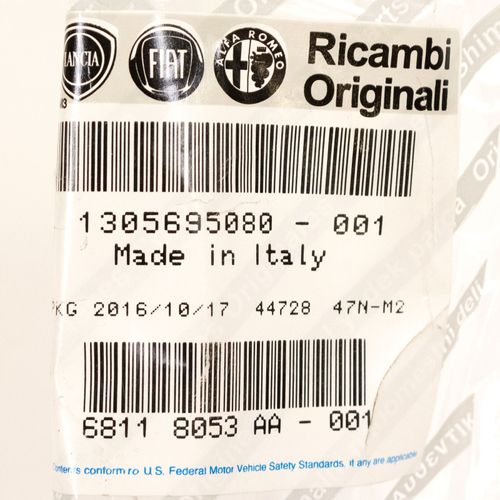 LANCIA FIAT ALFA ROMEO
Ricambi
Originali
1305695080 - 001
Made in Italy
PKG 2016/10/17 44728 47N-M2
6811 8053 AA - 001
Contents conform to U.S. Federal Motor Vehicle Safety Standards, if any are applicable